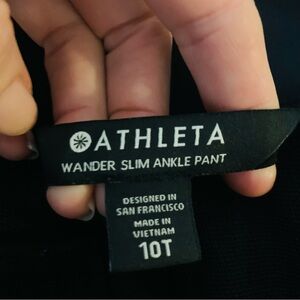 ATHLETA
WANDER SLIM ANKLE PANT
DESIGNED IN
SAN FRANCISCO
MADE IN
VIETNAM
10T